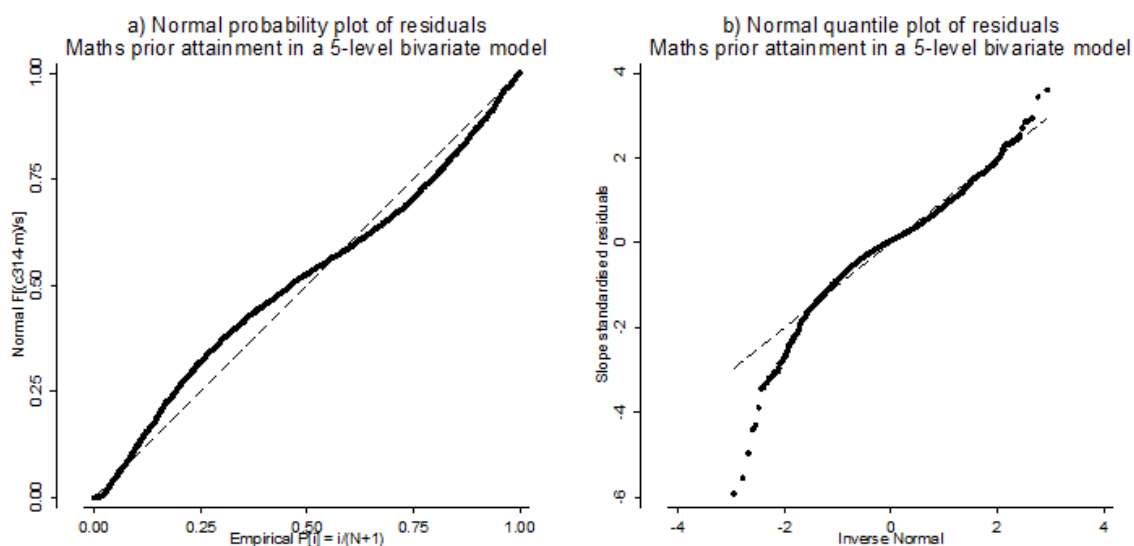 a) Normal probability plot of residuals
Maths prior attainment in a 5-level bivariate model
1.00
0.75
0.50
0.25
0.00
Normal F[(c314-m)/s]
0.00
0.25
0.50
0.75
1.00
Empirical P[i] = i/(N+1)
b) Normal quantile plot of residuals
Maths prior attainment in a 5-level bivariate model
4
2
0
-2
-4
-6
Slope standardised residuals
-4
-2
0
2
4
Inverse Normal